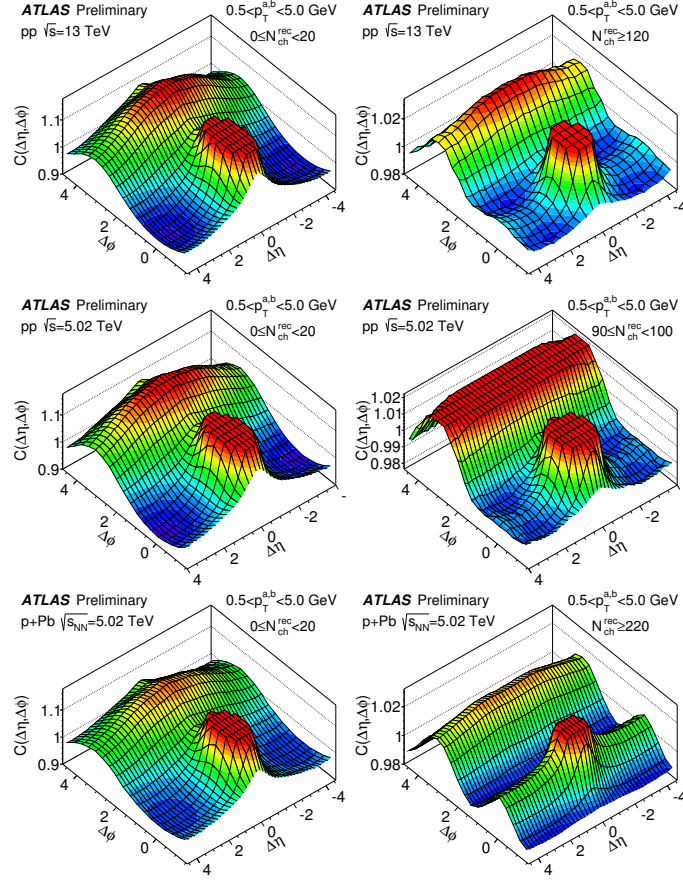 ATLAS Preliminary
0.5<p_T^{a,b}<5.0 GeV
pp √s=13 TeV
0≤N_ch^rec<20
C(Δη,Δφ)
1.1
1
0.9
4
2
0
Δφ
4
2
0
-2
-4
Δη
ATLAS Preliminary
0.5<p_T^{a,b}<5.0 GeV
pp √s=13 TeV
N_ch^rec≥120
C(Δη,Δφ)
1.02
1
0.98
4
2
0
Δφ
4
2
0
-2
-4
Δη
ATLAS Preliminary
0.5<p_T^{a,b}<5.0 GeV
pp √s=5.02 TeV
0≤N_ch^rec<20
C(Δη,Δφ)
1.1
1
0.9
4
2
0
Δφ
4
2
0
-2
-
Δη
ATLAS Preliminary
0.5<p_T^{a,b}<5.0 GeV
pp √s=5.02 TeV
90≤N_ch^rec<100
C(Δη,Δφ)
1.02
1.01
1
0.99
0.98
4
2
0
Δφ
4
2
0
-2
-4
Δη
ATLAS Preliminary
0.5<p_T^{a,b}<5.0 GeV
p+Pb √s_NN=5.02 TeV
0≤N_ch^rec<20
C(Δη,Δφ)
1.1
1
0.9
4
2
0
Δφ
4
2
0
-2
-4
Δη
ATLAS Preliminary
0.5<p_T^{a,b}<5.0 GeV
p+Pb √s_NN=5.02 TeV
N_ch^rec≥220
C(Δη,Δφ)
1.02
1
0.98
4
2
0
Δφ
4
2
0
-2
-4
Δη